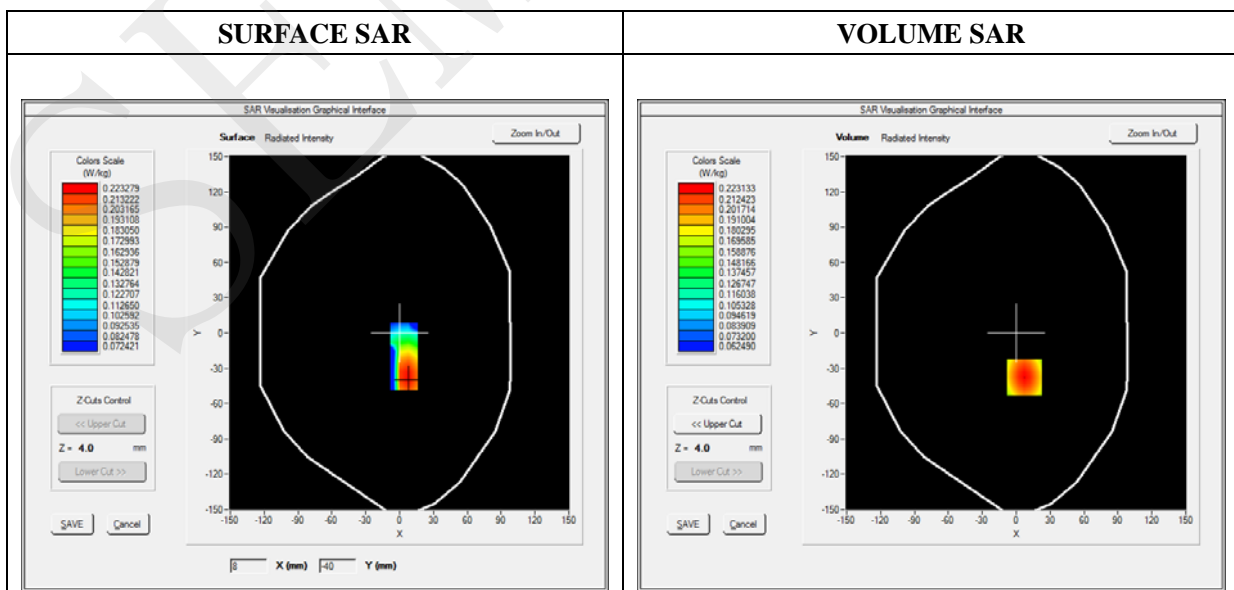 SURFACE SAR
VOLUME SAR
SAR Visualisation Graphical Interface
Surface Radiated Intensity
Zoom In/Out
Colors Scale
(W/kg)
0.223279
0.213222
0.203165
0.193108
0.183050
0.172993
0.162936
0.152879
0.142821
0.132764
0.122707
0.112650
0.102592
0.092535
0.082478
0.072421
Z-Cuts Control
<< Upper Cut
Z = 4.0 mm
Lower Cut >>
SAVE Cancel
150
120
90
60
30
0
-30
-60
-90
-120
-150
Y
-150 -120 -90 -60 -30 0 30 60 90 120 150
X
8 X (mm) -40 Y (mm)
SAR Visualisation Graphical Interface
Volume Radiated Intensity
Zoom In/Out
Colors Scale
(W/kg)
0.223133
0.212423
0.201714
0.191004
0.180295
0.169585
0.158876
0.148166
0.137457
0.126747
0.116038
0.105328
0.094619
0.083909
0.073200
0.062490
Z-Cuts Control
<< Upper Cut
Z = 4.0 mm
Lower Cut >>
SAVE Cancel
150
120
90
60
30
0
-30
-60
-90
-120
-150
Y
-150 -120 -90 -60 -30 0 30 60 90 120 150
X